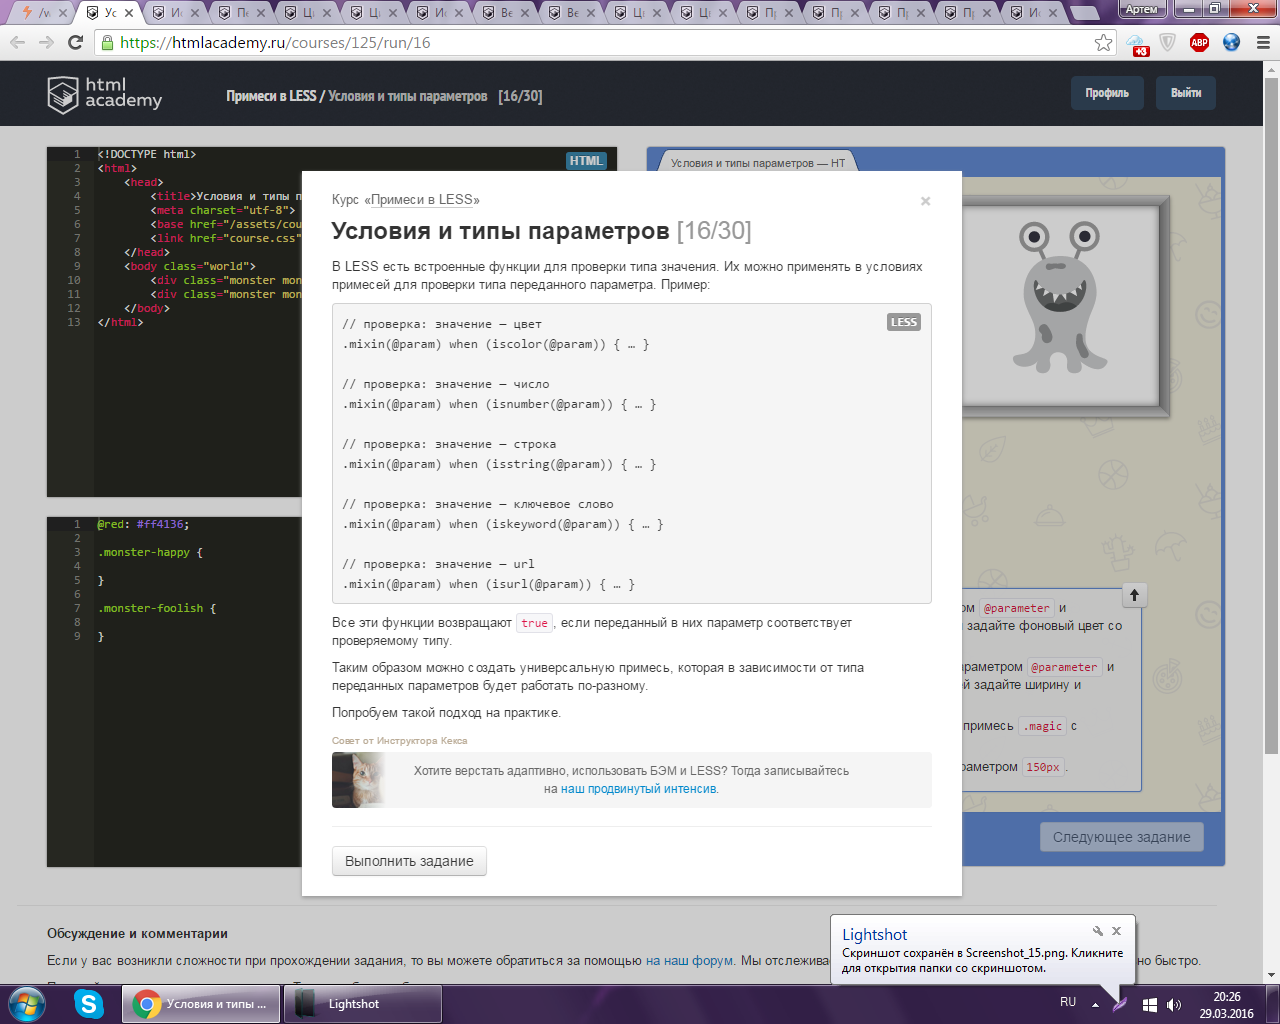 /w
Ус
Ис
Пе
Ци
Ци
Ис
Ве
Ве
Ци
Ци
Пр
Пр
Пр
Пр
Ис
Артем
https://htmlacademy.ru/courses/125/run/16
+3
ABP
html
academy
Примеси в LESS / Условия и типы параметров [16/30]
Профиль
Выйти
1 <!DOCTYPE html>
HTML
2 <html>
3 <head>
4 <title>Условия и типы п
5 <meta charset="utf-8">
6 <base href="/assets/cou
7 <link href="course.css"
8 </head>
9 <body class="world">
10 <div class="monster mon
11 <div class="monster mon
12 </body>
13 </html>
1 @red: #ff4136;
2
3 .monster-happy {
4
5 }
6
7 .monster-foolish {
8
9 }
Условия и типы параметров — HT
Курс «Примеси в LESS»
×
Условия и типы параметров [16/30]
В LESS есть встроенные функции для проверки типа значения. Их можно применять в условиях
примесей для проверки типа переданного параметра. Пример:
LESS
// проверка: значение — цвет
.mixin(@param) when (iscolor(@param)) { … }
// проверка: значение — число
.mixin(@param) when (isnumber(@param)) { … }
// проверка: значение — строка
.mixin(@param) when (isstring(@param)) { … }
// проверка: значение — ключевое слово
.mixin(@param) when (iskeyword(@param)) { … }
// проверка: значение — url
.mixin(@param) when (isurl(@param)) { … }
Все эти функции возвращают true, если переданный в них параметр соответствует
проверяемому типу.
Таким образом можно создать универсальную примесь, которая в зависимости от типа
переданных параметров будет работать по-разному.
Попробуем такой подход на практике.
Совет от Инструктора Кекса
Хотите верстать адаптивно, использовать БЭМ и LESS? Тогда записывайтесь
на наш продвинутый интенсив.
Выполнить задание
ом @parameter и
задайте фоновый цвет со
араметром @parameter и
ей задайте ширину и
примесь .magic с
раметром 150px.
Следующее задание
Обсуждение и комментарии
Если у вас возникли сложности при прохождении задания, то вы можете обратиться за помощью на наш форум. Мы отслежива
но быстро.
Lightshot
Скриншот сохранён в Screenshot_15.png. Кликните
для открытия папки со скриншотом.
Условия и типы ...
Lightshot
RU
20:26
29.03.2016